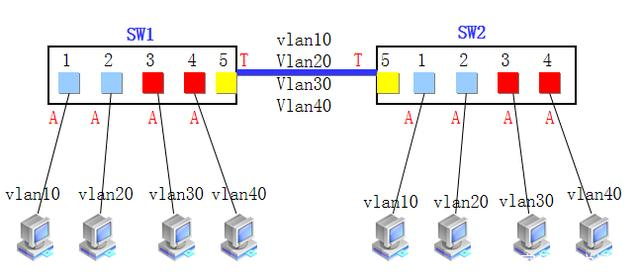 SW1
SW2
vlan10
Vlan20
Vlan30
Vlan40
1 2 3 4 5 T
T 5 1 2 3 4
A A A A
A A A A
vlan10 vlan20 vlan30 vlan40
vlan10 vlan20 vlan30 vlan40